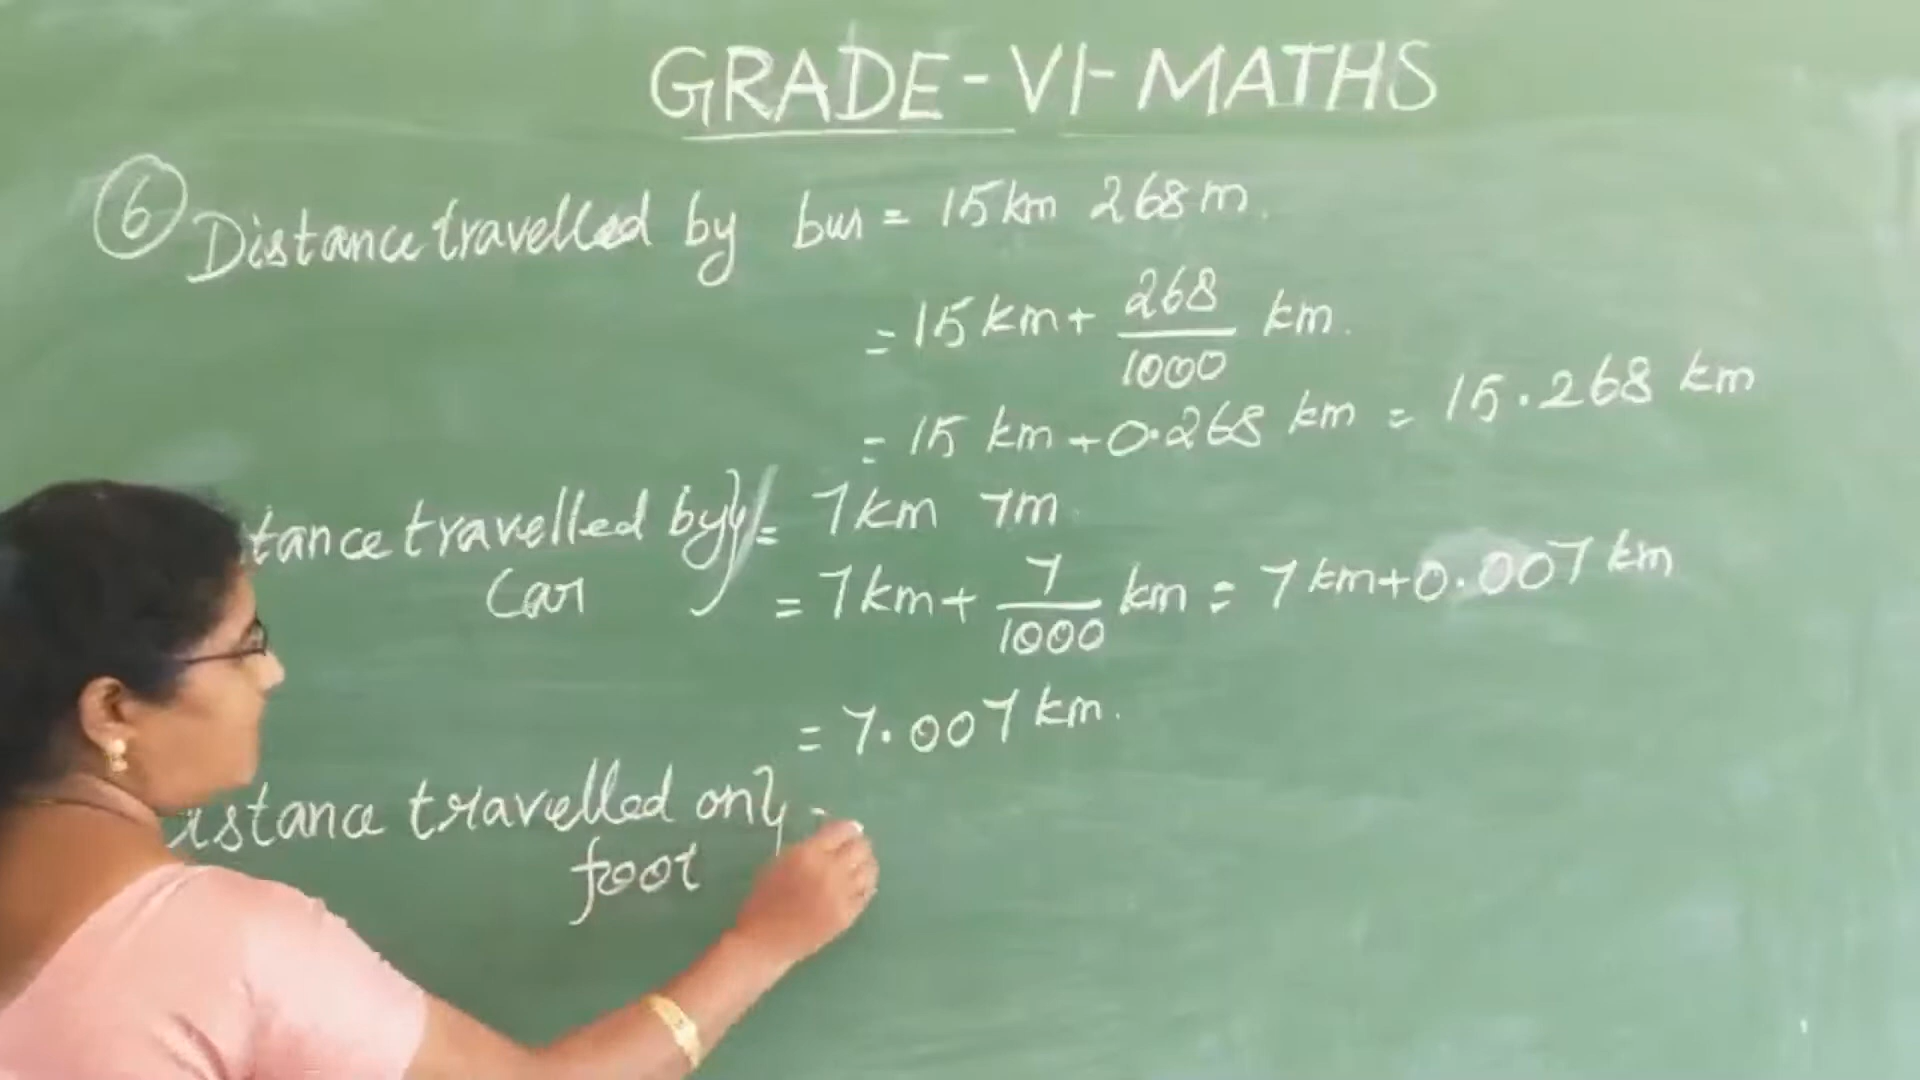 GRADE-VI-MATHS
6 Distance travelled by bus = 15 km 268 m.
= 15 km + 268/1000 km.
= 15 km + 0.268 km = 15.268 km
tance travelled by } = 7 km 7m
car
= 7 km + 7/1000 km = 7 km + 0.007 km
= 7.007 km.
istance travelled on } =
foot